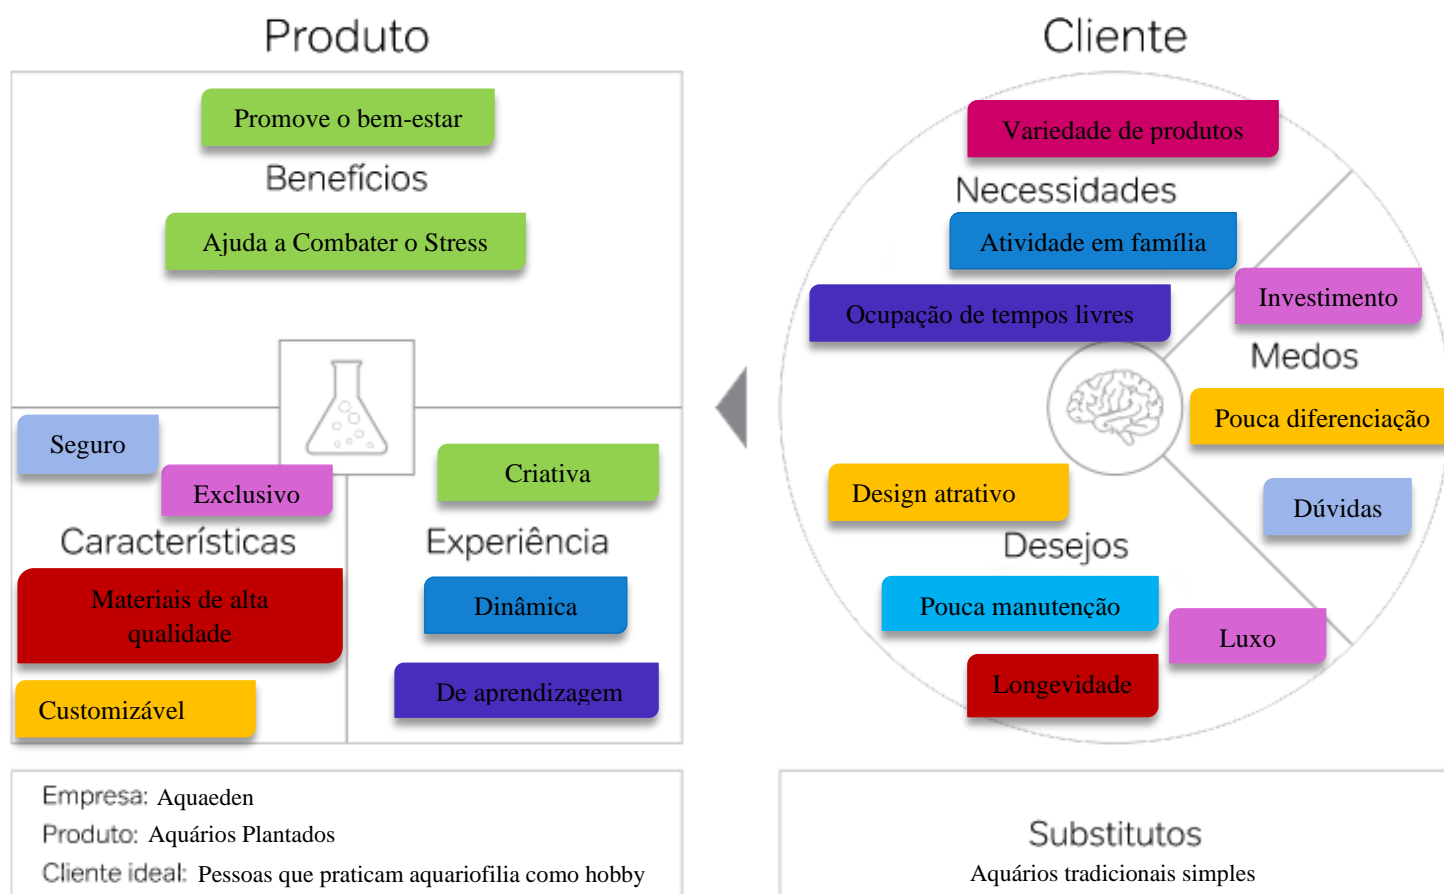 Produto
Promove o bem-estar
Benefícios
Ajuda a Combater o Stress
Seguro
Exclusivo
Características
Materiais de alta
qualidade
Customizável
Criativa
Experiência
Dinâmica
De aprendizagem
Empresa: Aquaeden
Produto: Aquários Plantados
Cliente ideal: Pessoas que praticam aquariofilia como hobby
Cliente
Variedade de produtos
Necessidades
Atividade em família
Ocupação de tempos livres
Investimento
Medos
Pouca diferenciação
Dúvidas
Design atrativo
Desejos
Pouca manutenção
Luxo
Longevidade
Substitutos
Aquários tradicionais simples